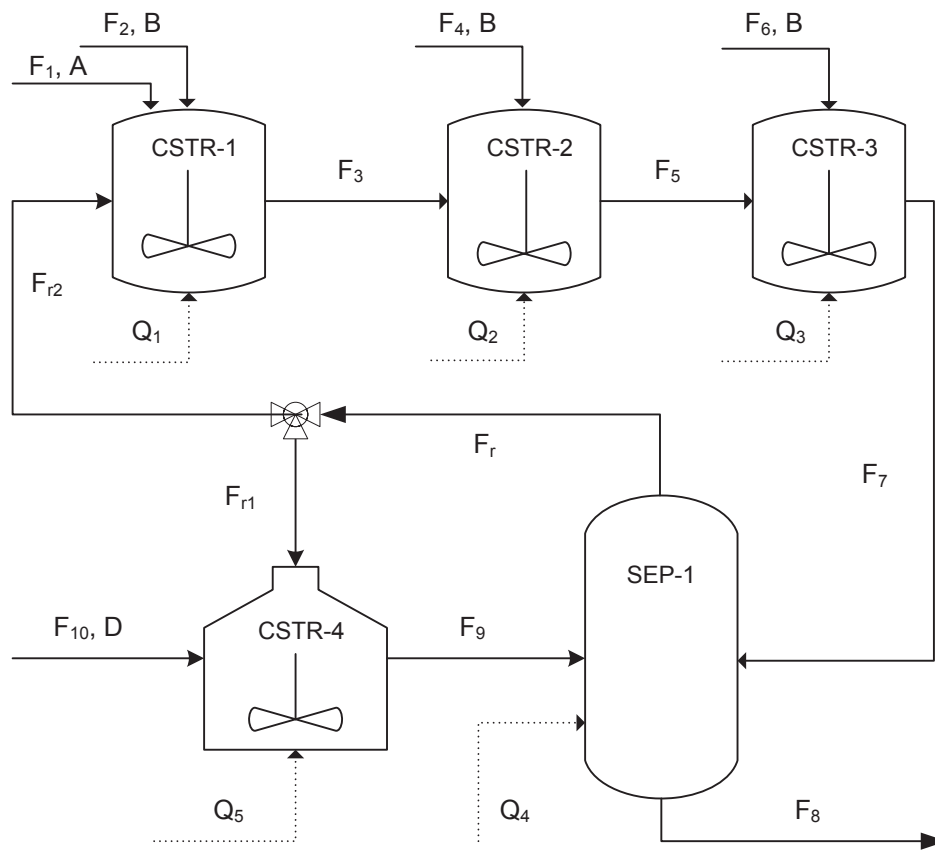 F₂, B
F₄, B
F₆, B
F₁, A
CSTR-1
CSTR-2
CSTR-3
F₃
F₅
Fᵣ₂
Q₁
Q₂
Q₃
Fᵣ
F₇
Fᵣ₁
SEP-1
F₁₀, D
CSTR-4
F₉
Q₅
Q₄
F₈